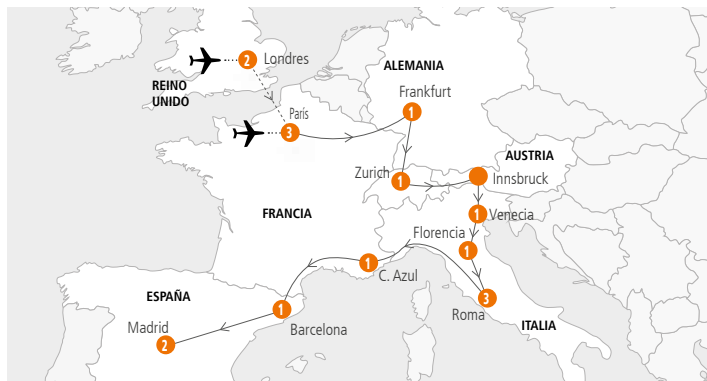 2
Londres
REINO
UNIDO
ALEMANIA
Frankfurt
1
París
3
Zurich
1
AUSTRIA
Innsbruck
1
Venecia
FRANCIA
Florencia
1
1
C. Azul
3
Roma
ITALIA
ESPAÑA
Madrid
2
1
Barcelona